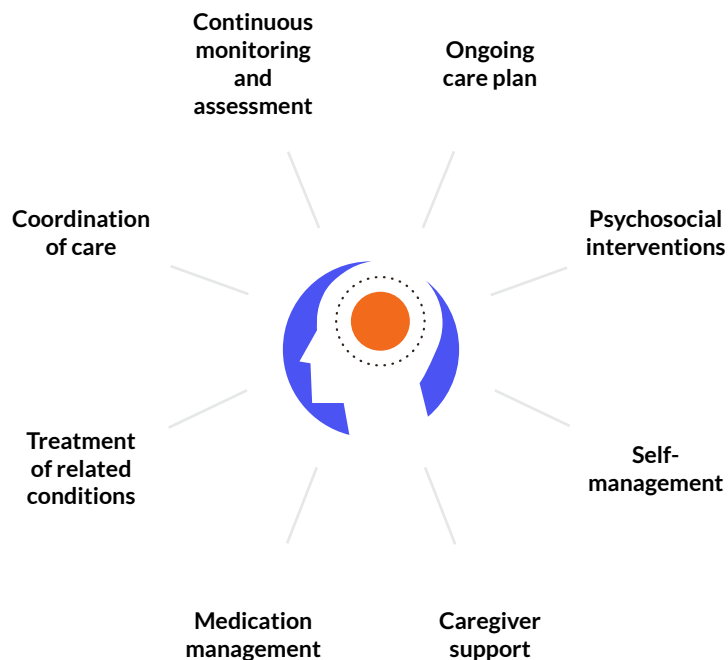 Continuous
monitoring
and
assessment
Ongoing
care plan
Psychosocial
interventions
Self-
management
Caregiver
support
Medication
management
Treatment
of related
conditions
Coordination
of care